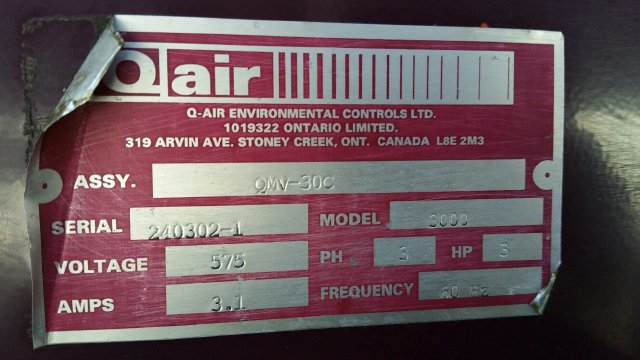 Q air
Q-AIR ENVIRONMENTAL CONTROLS LTD.
1019322 ONTARIO LIMITED.
319 ARVIN AVE. STONEY CREEK, ONT. CANADA L8E 2M3
ASSY. QMV-30C
SERIAL 240302-1 MODEL 3000
VOLTAGE 575 PH 3 HP 3
AMPS 3.1 FREQUENCY 60 Hz